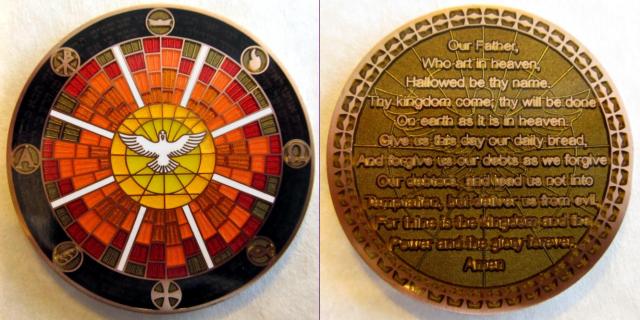 Our Father,
Who art in heaven,
Hallowed be thy name.
Thy kingdom come; thy will be done
On earth as it is in heaven.
Give us this day our daily bread,
And forgive us our debts as we forgive
Our debtors, and lead us not into
Temptation, but deliver us from evil,
For thine is the kingdom and the
Power and the glory forever.
Amen